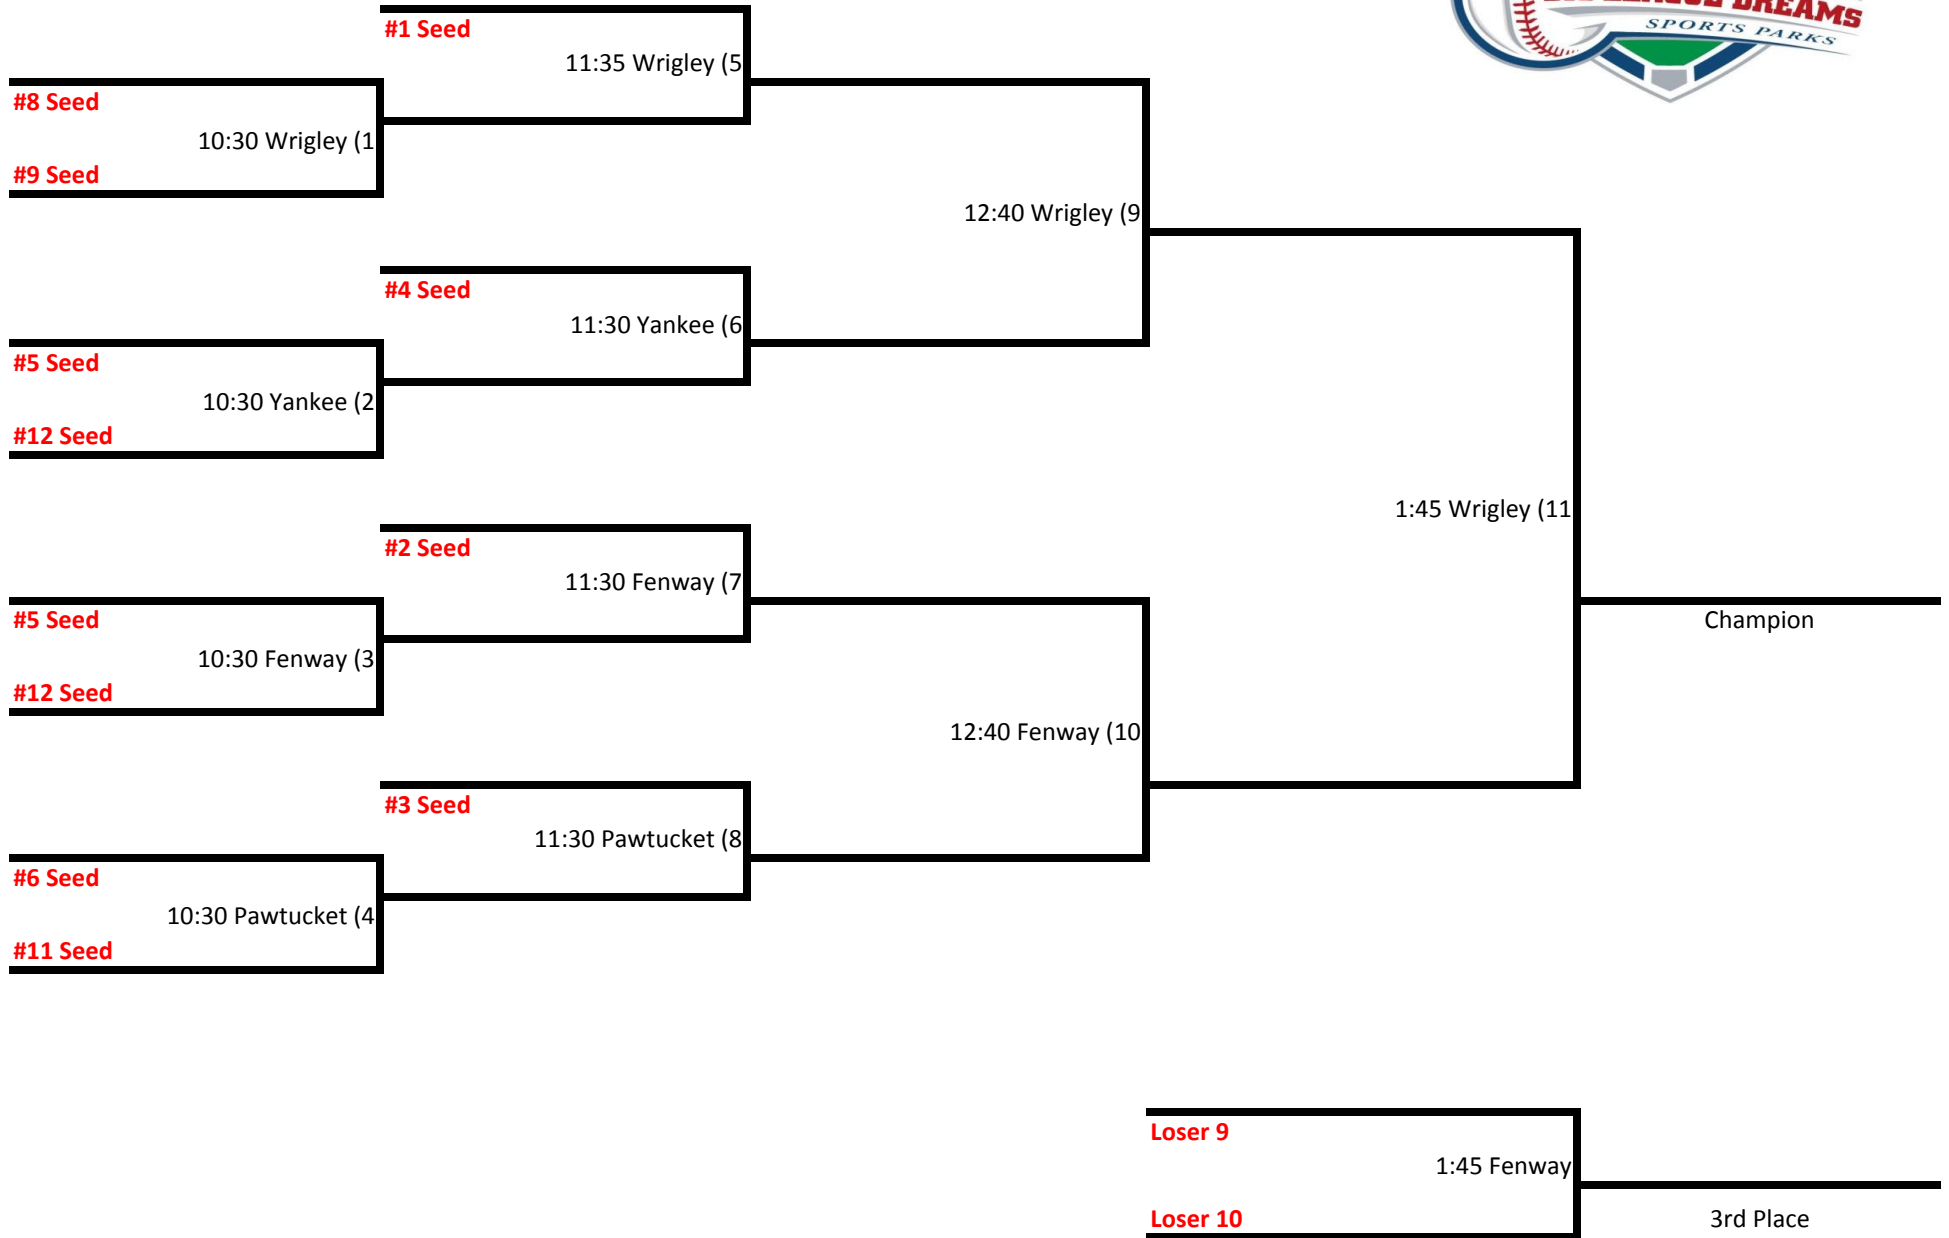 DREAMS
SPORTS PARKS
#1 Seed
11:35 Wrigley (5
#8 Seed
10:30 Wrigley (1
#9 Seed
12:40 Wrigley (9
#4 Seed
11:30 Yankee (6
#5 Seed
10:30 Yankee (2
#12 Seed
1:45 Wrigley (11
#2 Seed
11:30 Fenway (7
#5 Seed
Champion
10:30 Fenway (3
#12 Seed
12:40 Fenway (10
#3 Seed
11:30 Pawtucket (8
#6 Seed
10:30 Pawtucket (4
#11 Seed
Loser 9
1:45 Fenway
Loser 10
3rd Place